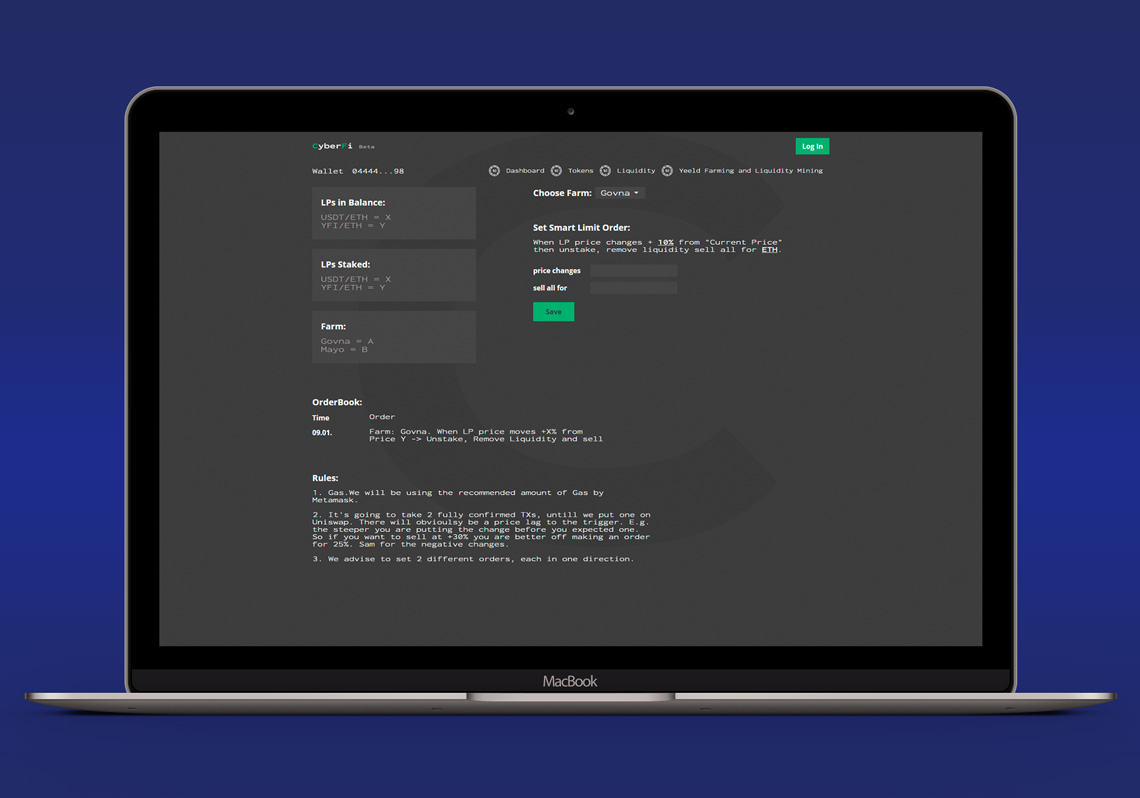 CyberFi Beta
Log In
Wallet 04444...98
Dashboard Tokens Liquidity Yeeld Farming and Liquidity Mining
LPs in Balance:
USDT/ETH = X
YFI/ETH = Y
LPs Staked:
USDT/ETH = X
YFI/ETH = Y
Farm:
Govna = A
Mayo = B
Choose Farm: Govna
Set Smart Limit Order:
When LP price changes + 10% from "Current Price"
then unstake, remove liquidity sell all for ETH.
price changes
sell all for
Save
OrderBook:
Time Order
09.01. Farm: Govna. When LP price moves +X% from
Price Y -> Unstake, Remove Liquidity and sell
Rules:
1. Gas.We will be using the recommended amount of Gas by
Metamask.
2. It's going to take 2 fully confirmed TXs, untill we put one on
Uniswap. There will obvioulsy be a price lag to the trigger. E.g.
the steeper you are putting the change before you expected one.
So if you want to sell at +30% you are better off making an order
for 25%. Sam for the negative changes.
3. We advise to set 2 different orders, each in one direction.
MacBook